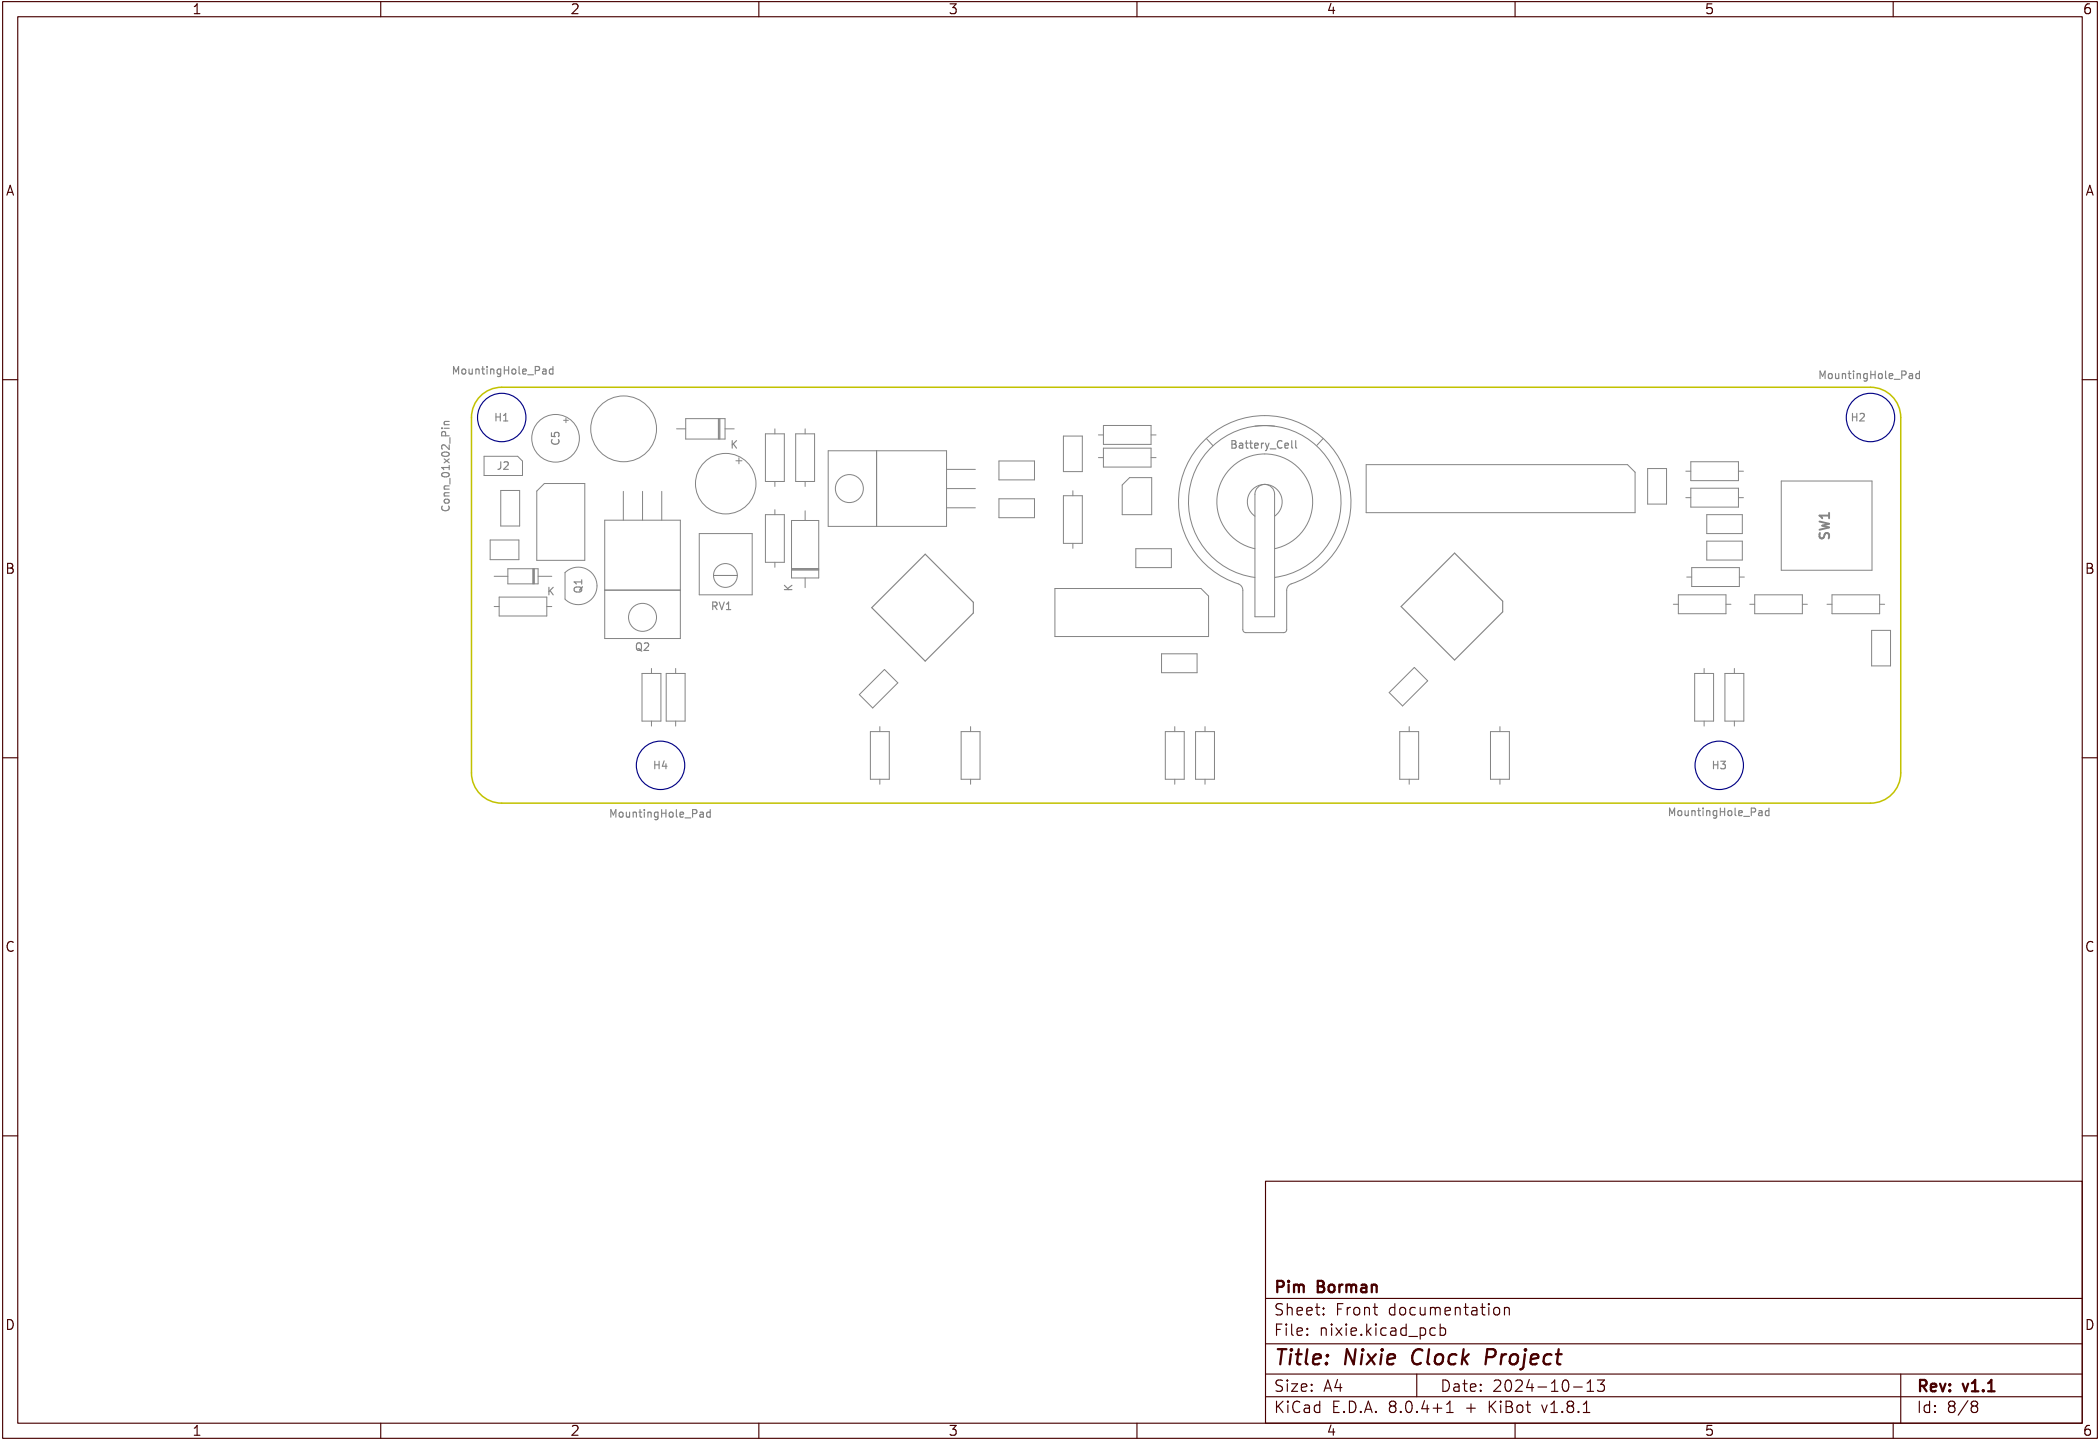 1 2 3 4 5 6
A A
MountingHole_Pad
MountingHole_Pad
H1
H2
C5
+
Conn_01x02_Pin
K
Battery_Cell
J2
+
SW1
B B
K
Q1
K
RV1
Q2
H4
H3
MountingHole_Pad
MountingHole_Pad
C C
Pim Borman
Sheet: Front documentation
D D
File: nixie.kicad_pcb
Title: Nixie Clock Project
Size: A4 Date: 2024-10-13 Rev: v1.1
KiCad E.D.A. 8.0.4+1 + KiBot v1.8.1 Id: 8/8
1 2 3 4 5 6